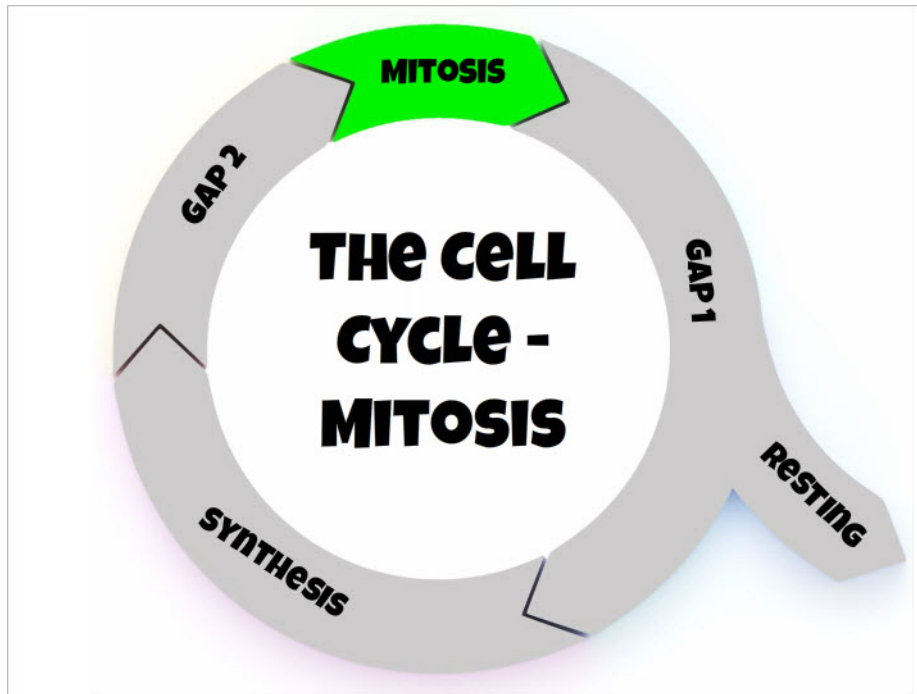 MITOSIS
GAP 2
THE CELL
CYCLE -
MITOSIS
GAP 1
RESTING
SYNTHESIS